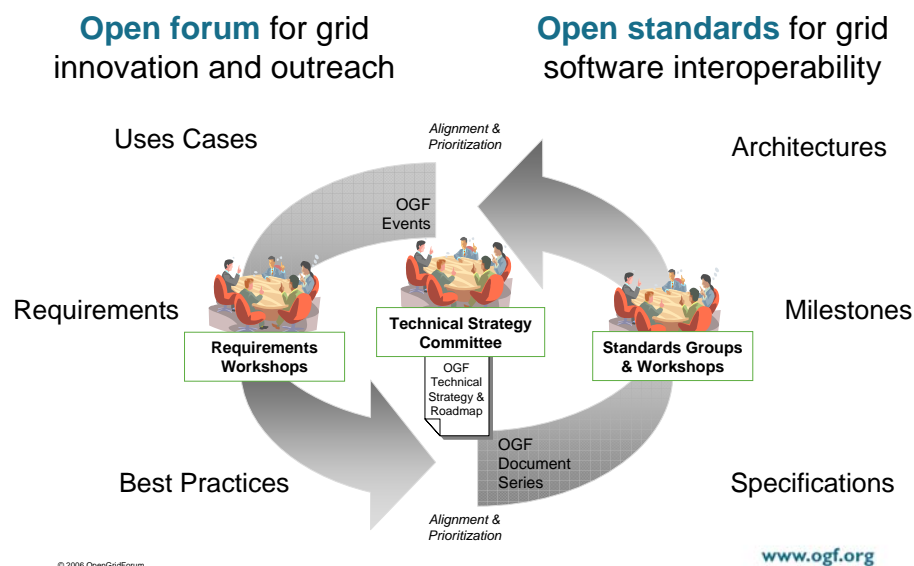 Open forum for grid
innovation and outreach
Open standards for grid
software interoperability
Uses Cases
Alignment &
Prioritization
Architectures
OGF
Events
Requirements
Milestones
Requirements
Workshops
Technical Strategy
Committee
Standards Groups
& Workshops
OGF
Technical
Strategy &
Roadmap
OGF
Document
Series
Best Practices
Specifications
Alignment &
Prioritization
© 2006 OpenGridForum
www.ogf.org